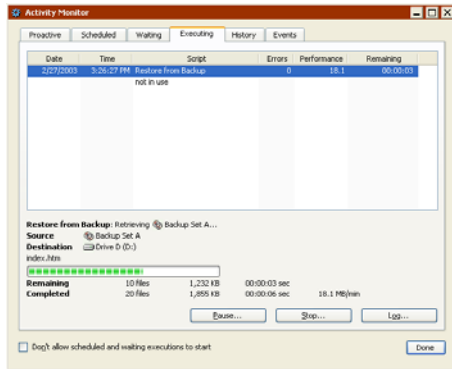 Activity Monitor
Proactive Scheduled Waiting Executing History Events
Date Time Script Errors Performance Remaining
2/27/2003 3:26:27 PM Restore from Backup 0 18.1 00:00:03
not in use
Restore from Backup: Retrieving Backup Set A...
Source Backup Set A
Destination Drive D (D:)
index.htm
Remaining 10 files 1,232 KB 00:00:03 sec
Completed 20 files 1,855 KB 00:00:06 sec 18.1 MB/min
Pause... Stop... Log...
Don't allow scheduled and waiting executions to start Done